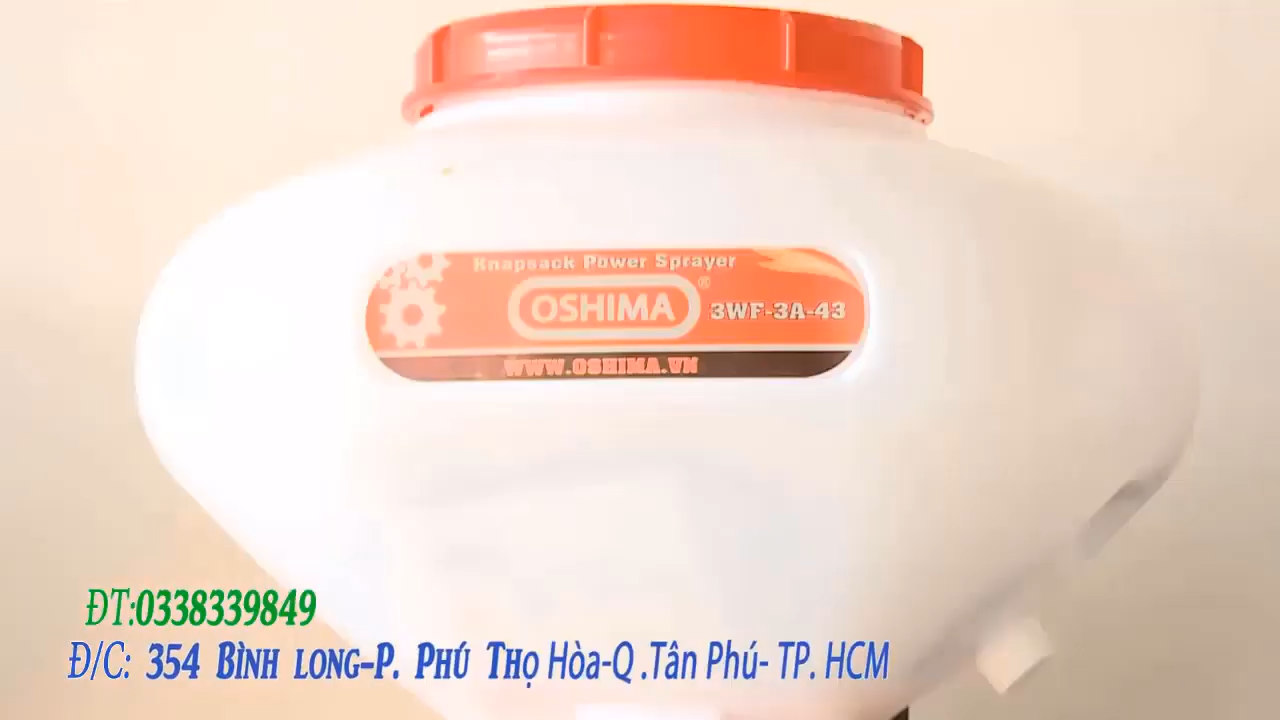 Knapsack Power Sprayer
OSHIMA ® 3WF-3A-43
WWW.OSHIMA.VN
ĐT:0338339849
Đ/C: 354 BÌNH LONG-P. PHÚ THọ Hòa-Q .Tân Phú- TP. HCM